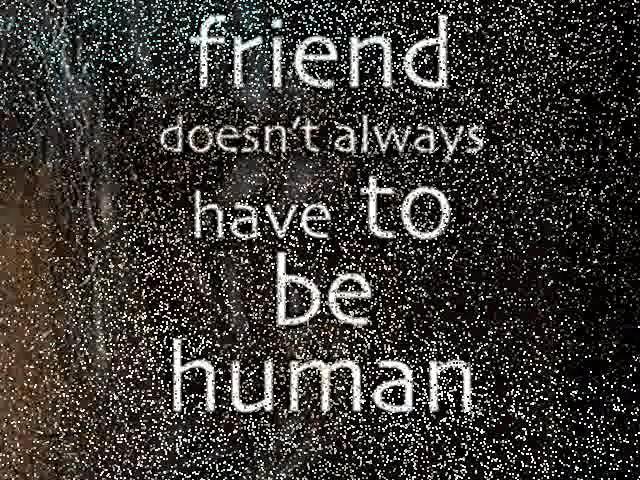 friend
doesn't always
have to
be
human